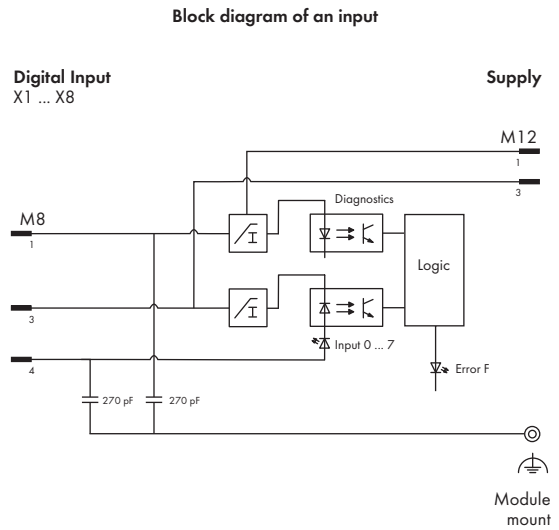 Block diagram of an input
Digital Input
X1 ... X8
Supply
M12
1
3
Diagnostics
M8
1
Logic
3
Input 0 ... 7
4
Error F
270 pF
270 pF
Module
mount